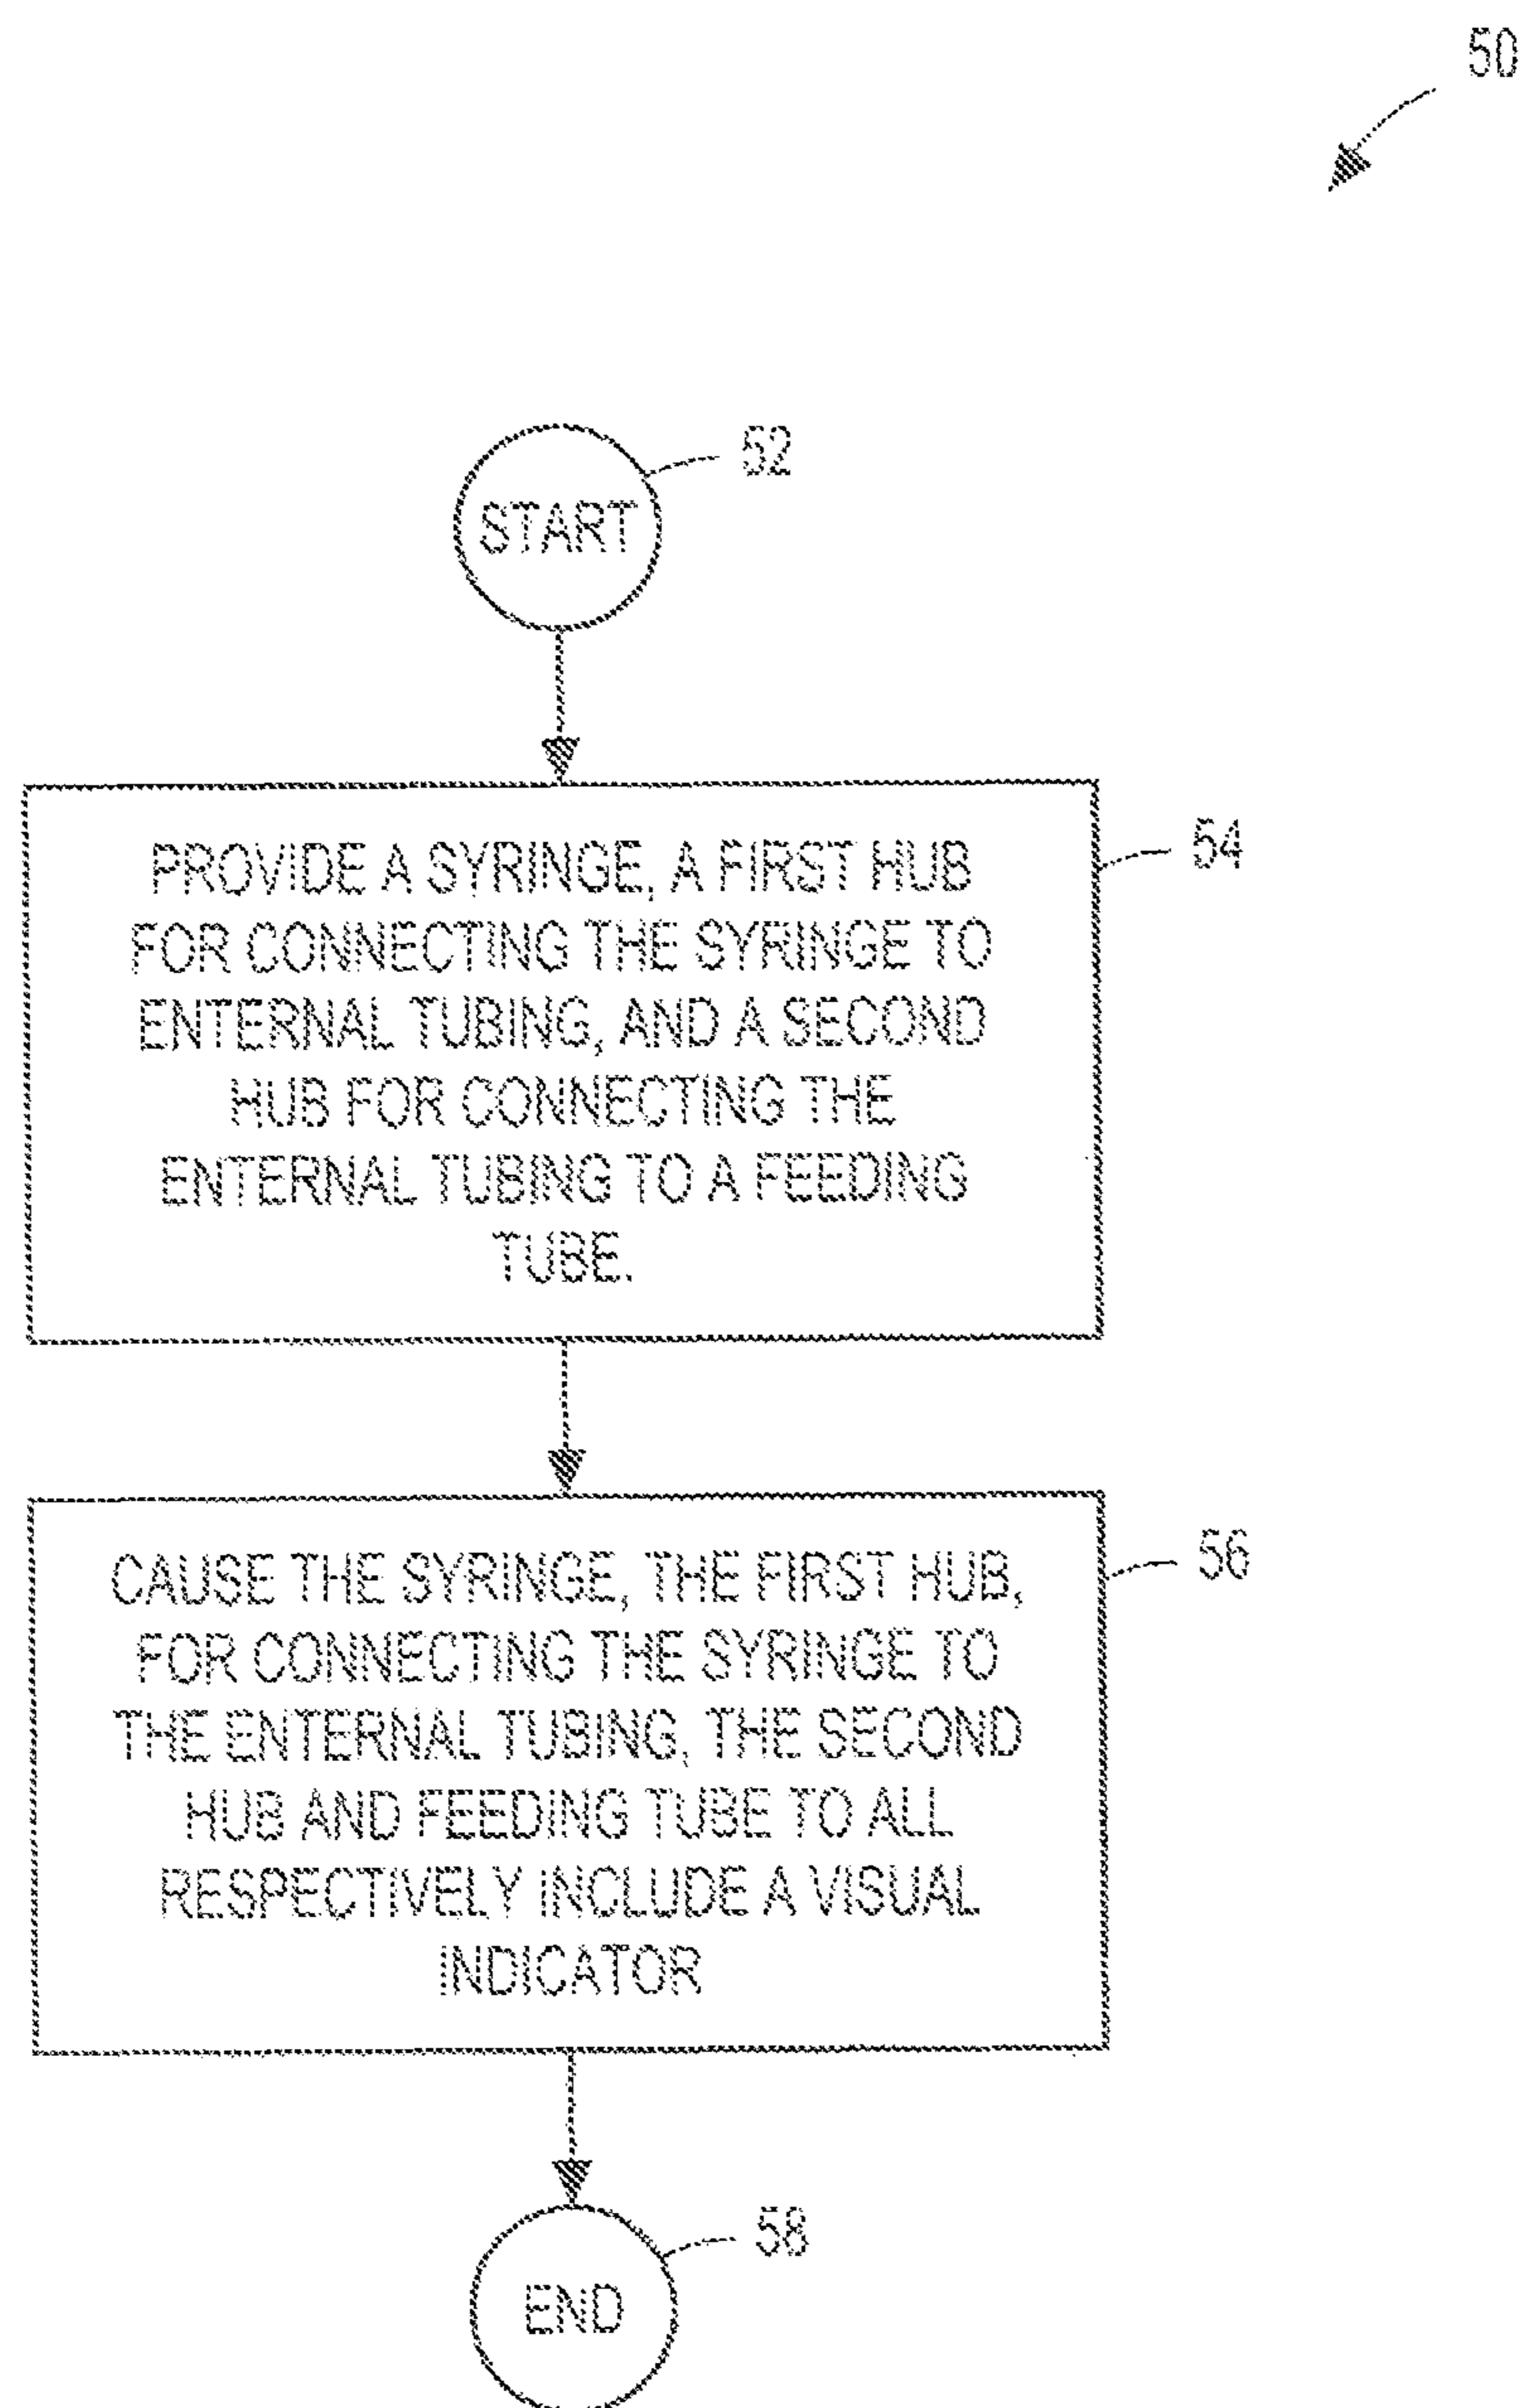 50
52
START
54
PROVIDE A SYRINGE, A FIRST HUB
FOR CONNECTING THE SYRINGE TO
ENTERNAL TUBING, AND A SECOND
HUB FOR CONNECTING THE
ENTERNAL TUBING TO A FEEDING
TUBE.
56
CAUSE THE SYRINGE, THE FIRST HUB,
FOR CONNECTING THE SYRINGE TO
THE ENTERNAL TUBING, THE SECOND
HUB AND FEEDING TUBE TO ALL
RESPECTIVELY INCLUDE A VISUAL
INDICATOR
58
END